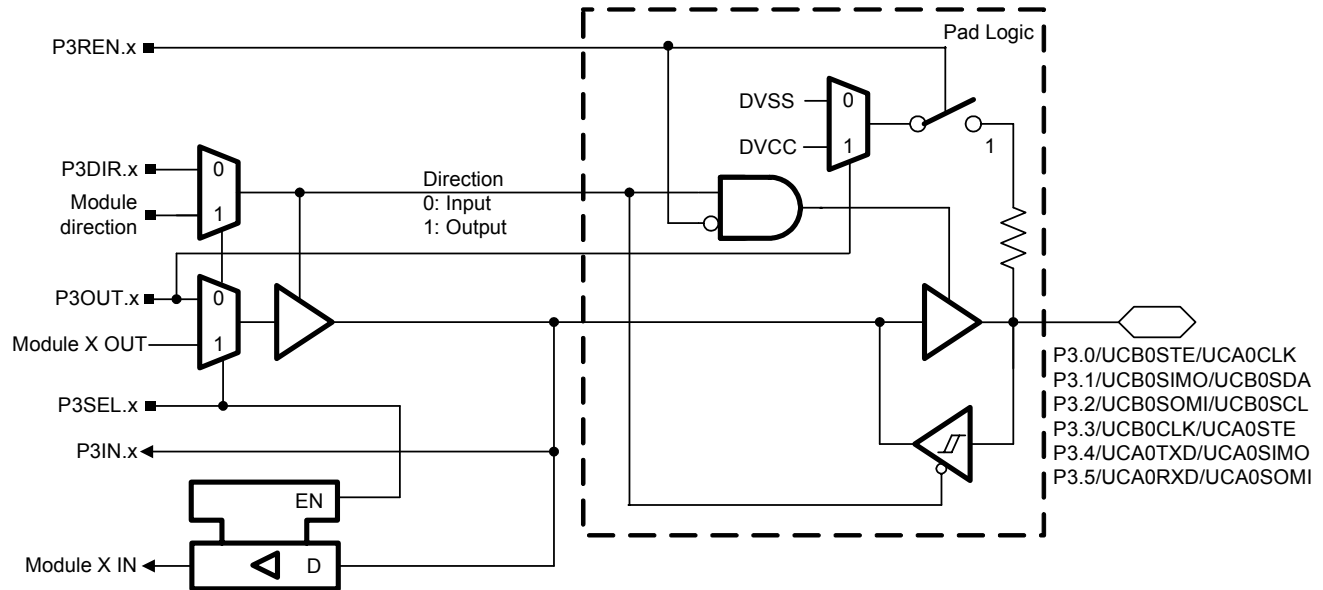 Pad Logic
P3REN.x
DVSS
0
DVCC
1
1
P3DIR.x
0
Module
direction
1
Direction
0: Input
1: Output
P3OUT.x
0
Module X OUT
1
P3.0/UCB0STE/UCA0CLK
P3.1/UCB0SIMO/UCB0SDA
P3.2/UCB0SOMI/UCB0SCL
P3.3/UCB0CLK/UCA0STE
P3.4/UCA0TXD/UCA0SIMO
P3.5/UCA0RXD/UCA0SOMI
P3SEL.x
P3IN.x
EN
Module X IN
D